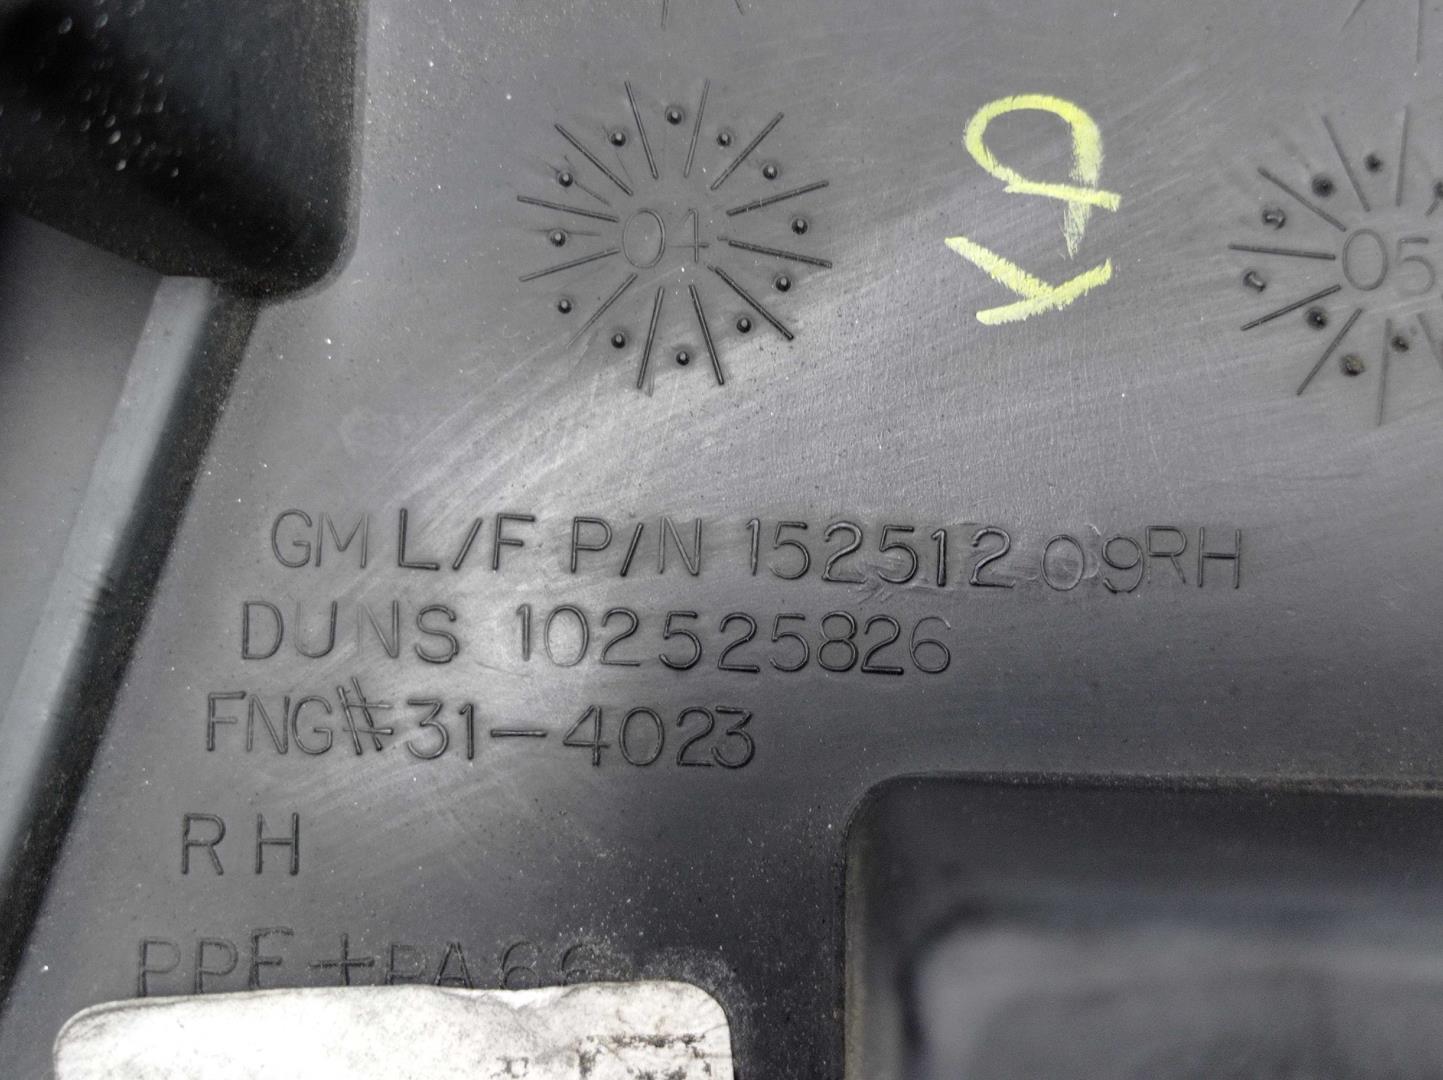 04
05
GM L/F P/N 15251209RH
DUNS 102525826
FNG#31-4023
RH